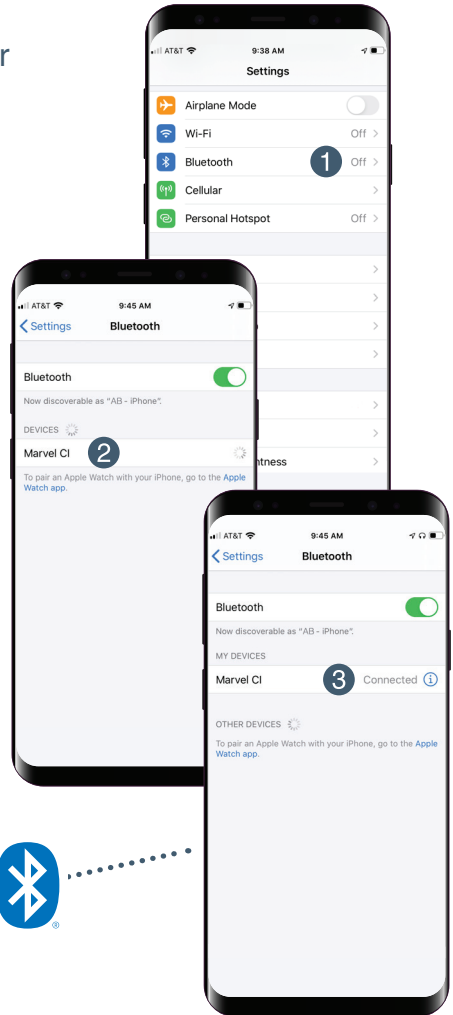 r
AT&T 9:38 AM
Settings
Airplane Mode
Wi-Fi Off
Bluetooth 1 Off
Cellular
Personal Hotspot Off
ntness
AT&T 9:45 AM
Settings Bluetooth
Bluetooth
Now discoverable as “AB - iPhone”.
DEVICES
Marvel CI 2
To pair an Apple Watch with your iPhone, go to the Apple
Watch app.
AT&T 9:45 AM
Settings Bluetooth
Bluetooth
Now discoverable as “AB - iPhone”.
MY DEVICES
Marvel CI 3 Connected
OTHER DEVICES
To pair an Apple Watch with your iPhone, go to the Apple
Watch app.
®